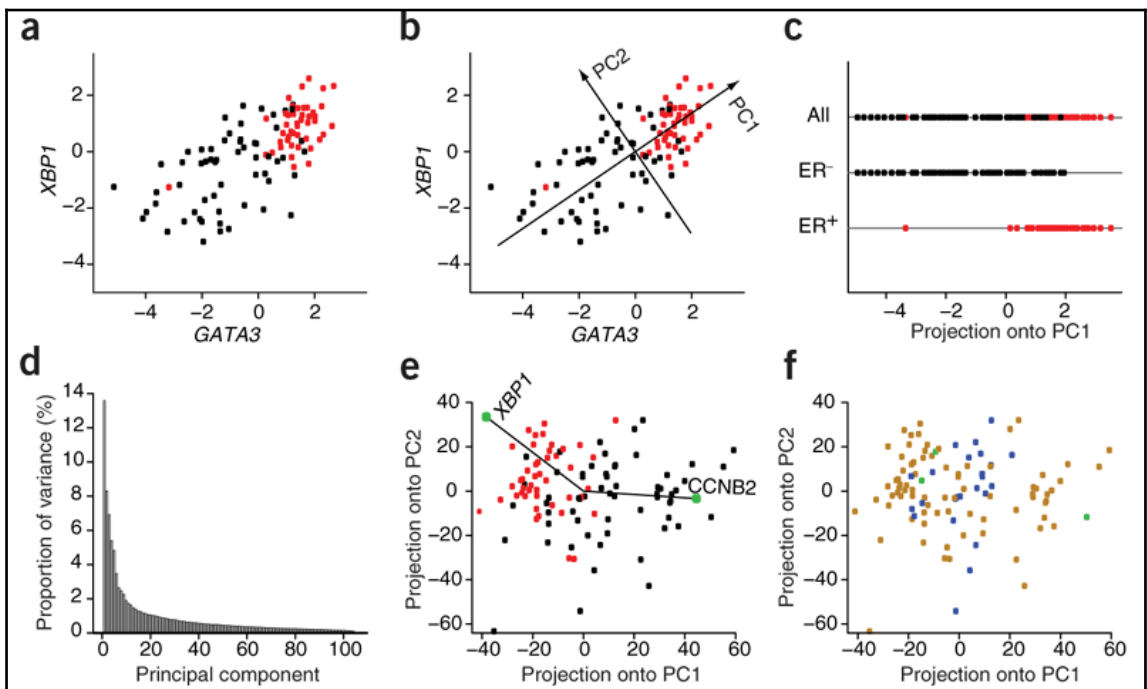 a
XBP1
2
0
−2
−4
−4 −2 0 2
GATA3
b
XBP1
2
0
−2
−4
PC2
PC1
−4 −2 0 2
GATA3
c
All
ER−
ER+
−4 −2 0 2
Projection onto PC1
d
Proportion of variance (%)
14
12
10
8
6
4
2
0
0 20 40 60 80 100
Principal component
e
Projection onto PC2
40
20
0
−20
−40
−60
XBP1
CCNB2
−40 −20 0 20 40 60
Projection onto PC1
f
Projection onto PC2
40
20
0
−20
−40
−60
−40 −20 0 20 40 60
Projection onto PC1